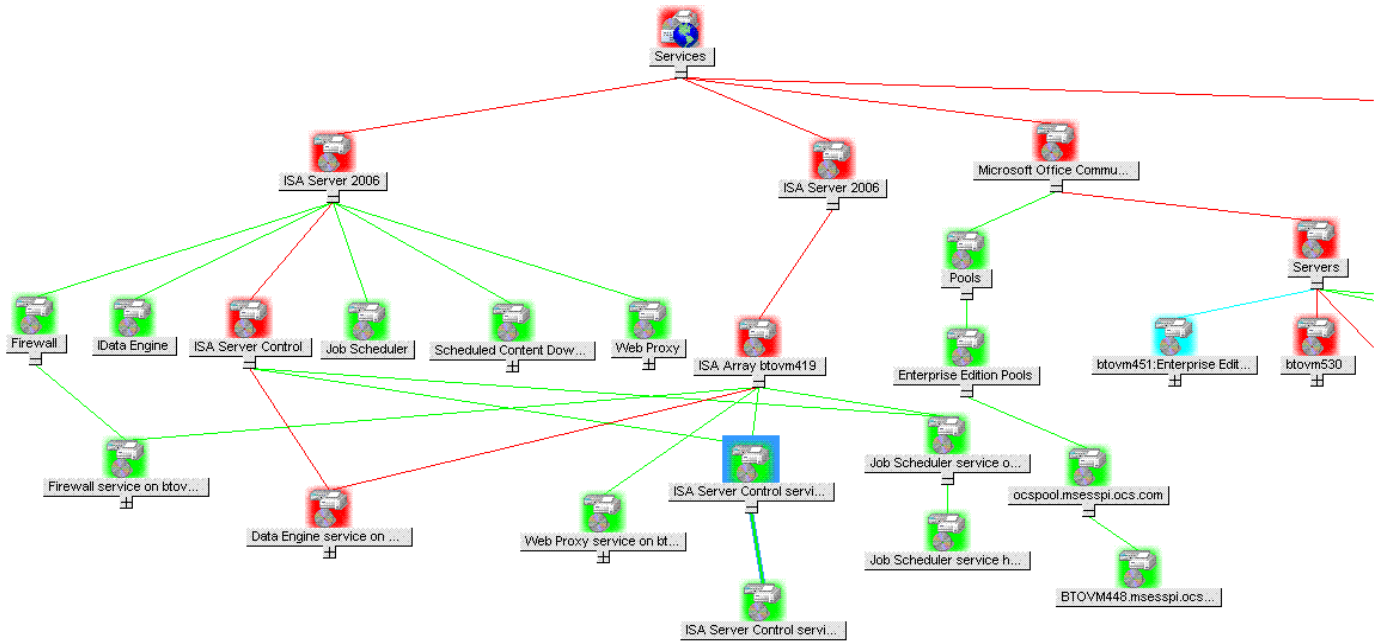 Services
ISA Server 2006
ISA Server 2006
Microsoft Office Commu...
Pools
Servers
Firewall
IData Engine
ISA Server Control
Job Scheduler
Scheduled Content Dow...
Web Proxy
ISA Array btovm419
Enterprise Edition Pools
btovm451:Enterprise Edit...
btovm530
Firewall service on btov...
Data Engine service on ...
Web Proxy service on bt...
ISA Server Control servi...
Job Scheduler service o...
ocspool.msesspi.ocs.com
Job Scheduler service h...
BTOVM448.msesspi.ocs...
ISA Server Control servi...